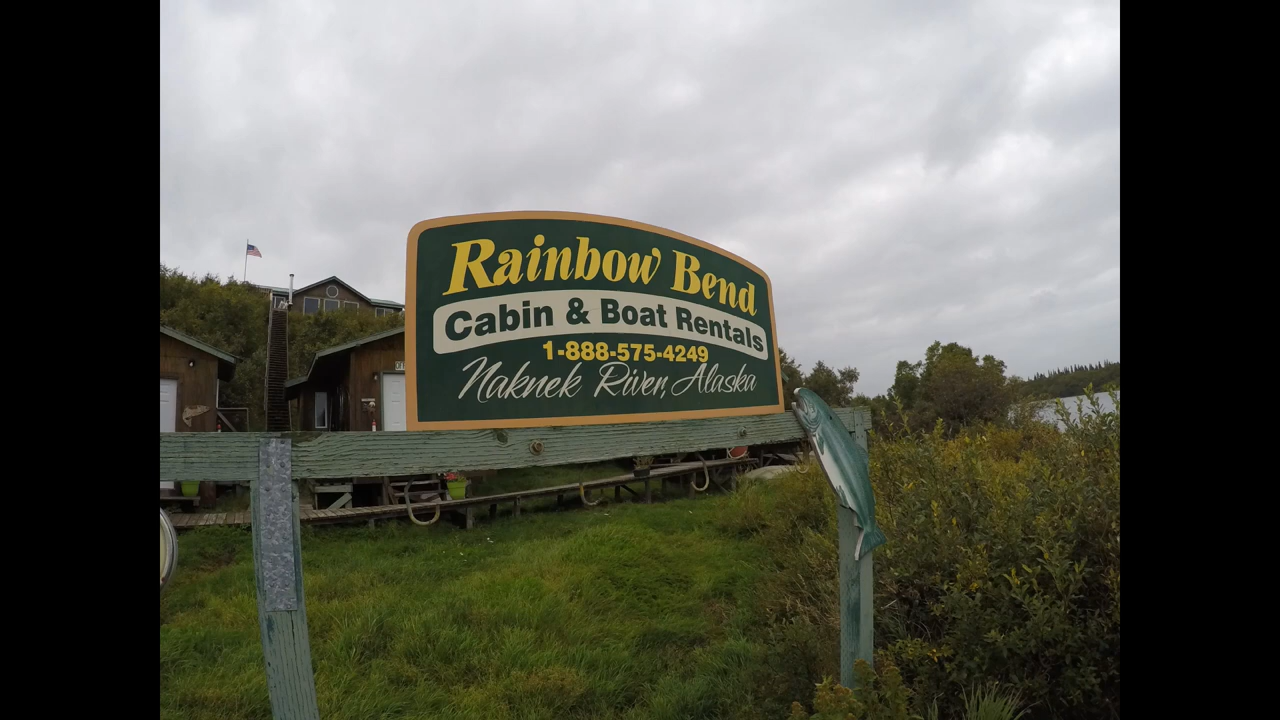 Rainbow Bend
Cabin & Boat Rentals
1-888-575-4249
Naknek River, Alaska